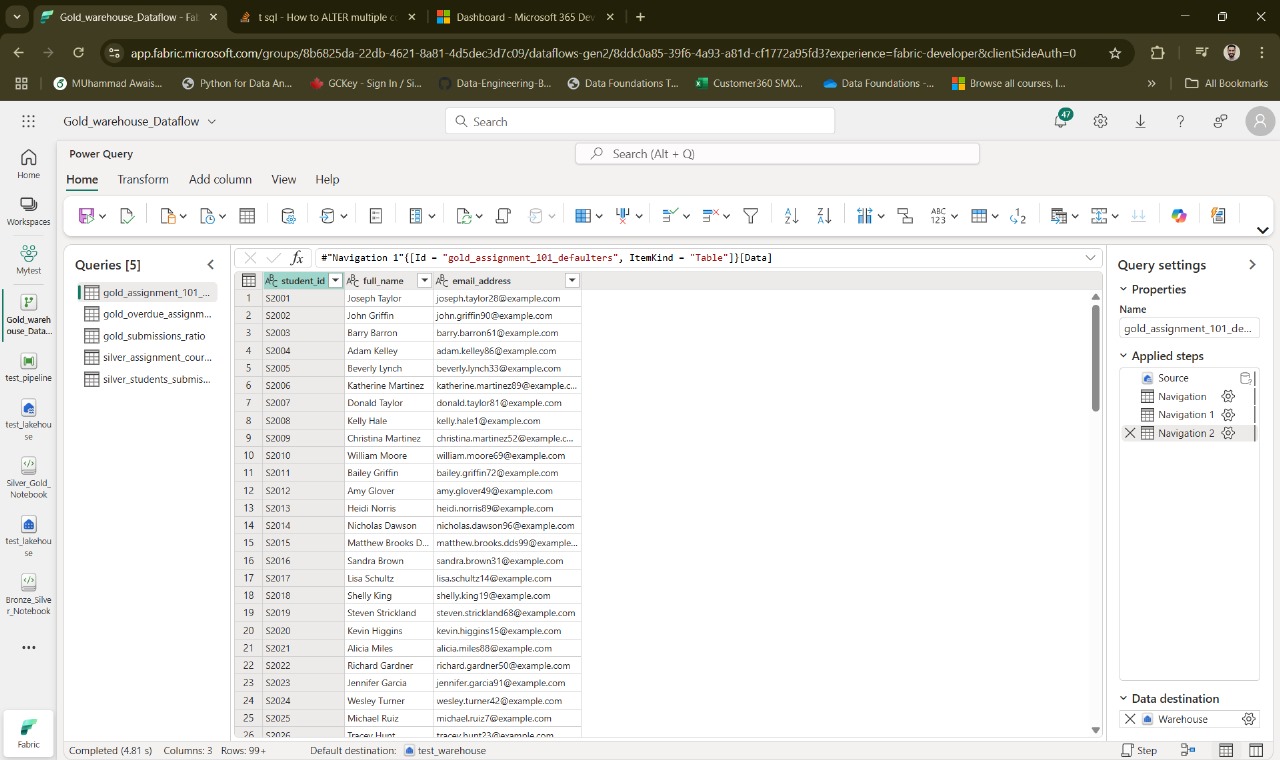 Gold_warehouse_Dataflow - Fal
t sql - How to ALTER multiple co
Dashboard - Microsoft 365 Dev
app.fabric.microsoft.com/groups/8b6825da-22db-4621-8a81-4d5dec3d7c09/dataflows-gen2/8ddc0a85-39f6-4a93-a81d-cf1772a95fd3?experience=fabric-developer&clientSideAuth=0
MUhammad Awais...
Python for Data An...
GCKey - Sign In / Si...
Data-Engineering-B...
Data Foundations T...
Customer360 SMX...
Data Foundations -...
Browse all courses, l...
All Bookmarks
Gold_warehouse_Dataflow
Search
47
Power Query
Search (Alt + Q)
Home
Transform
Add column
View
Help
Home
Workspaces
Mytest
Gold_wareh
ouse_Data...
test_pipeline
test_lakehou
se
Silver_Gold_
Notebook
test_lakehou
se
Bronze_Silve
r_Notebook
Fabric
ABC
123
Queries [5]
gold_assignment_101_...
gold_overdue_assignm...
gold_submissions_ratio
silver_assignment_cour...
silver_students_submis...
fx
#"Navigation 1"{[Id = "gold_assignment_101_defaulters", ItemKind = "Table"]}[Data]
student_id full_name email_address
1 S2001 Joseph Taylor joseph.taylor28@example.com
2 S2002 John Griffin john.griffin90@example.com
3 S2003 Barry Barron barry.barron61@example.com
4 S2004 Adam Kelley adam.kelley86@example.com
5 S2005 Beverly Lynch beverly.lynch33@example.com
6 S2006 Katherine Martinez katherine.martinez89@example.c...
7 S2007 Donald Taylor donald.taylor81@example.com
8 S2008 Kelly Hale kelly.hale1@example.com
9 S2009 Christina Martinez christina.martinez52@example.c...
10 S2010 William Moore william.moore69@example.com
11 S2011 Bailey Griffin bailey.griffin72@example.com
12 S2012 Amy Glover amy.glover49@example.com
13 S2013 Heidi Norris heidi.norris89@example.com
14 S2014 Nicholas Dawson nicholas.dawson96@example.com
15 S2015 Matthew Brooks D... matthew.brooks.dds99@example...
16 S2016 Sandra Brown sandra.brown31@example.com
17 S2017 Lisa Schultz lisa.schultz14@example.com
18 S2018 Shelly King shelly.king19@example.com
19 S2019 Steven Strickland steven.strickland68@example.com
20 S2020 Kevin Higgins kevin.higgins15@example.com
21 S2021 Alicia Miles alicia.miles88@example.com
22 S2022 Richard Gardner richard.gardner50@example.com
23 S2023 Jennifer Garcia jennifer.garcia91@example.com
24 S2024 Wesley Turner wesley.turner42@example.com
25 S2025 Michael Ruiz michael.ruiz7@example.com
26 S2026 Tracey Hunt tracey.hunt23@example.com
Query settings
Properties
Name
gold_assignment_101_de...
Applied steps
Source
Navigation
Navigation 1
Navigation 2
Data destination
Warehouse
Completed (4.81 s) Columns: 3 Rows: 99+ Default destination: test_warehouse
Step